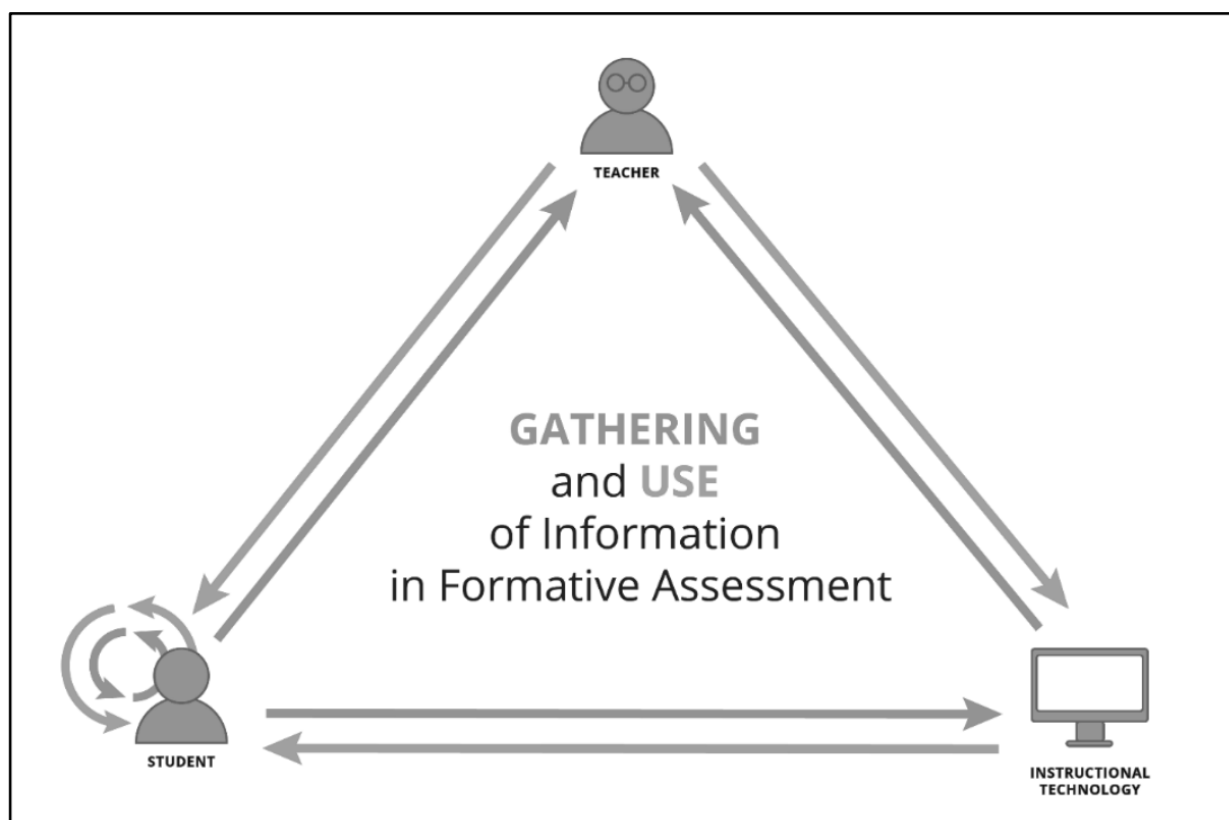 TEACHER
GATHERING
and USE
of Information
in Formative Assessment
STUDENT
INSTRUCTIONAL
TECHNOLOGY